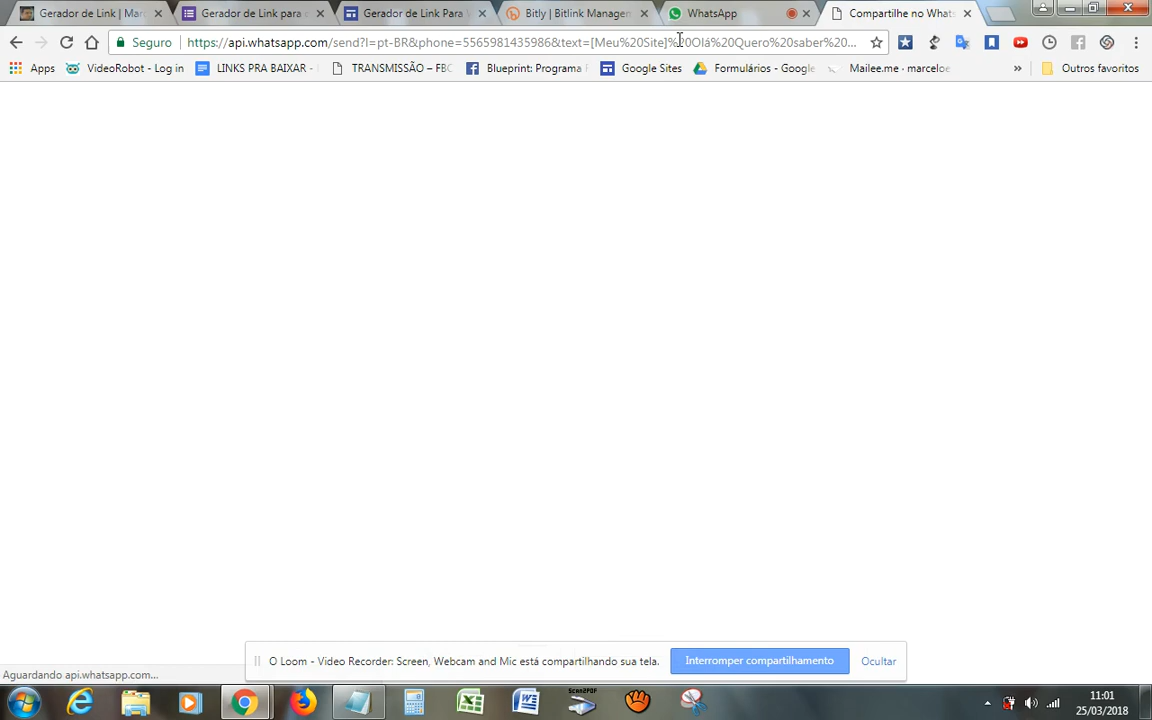 Gerador de Link | Marc
Gerador de Link para c
Gerador de Link Para
Bitly | Bitlink Managem
WhatsApp
Compartilhe no Whats
Seguro
https://api.whatsapp.com/send?l=pt-BR&phone=5565981435986&text=[Meu%20Site]%20Olá%20Quero%20saber%20...
Apps
VideoRobot - Log in
LINKS PRA BAIXAR -
TRANSMISSÃO – FBC
Blueprint: Programa
Google Sites
Formulários - Google
Mailee.me - marceloe
»
Outros favoritos
O Loom - Video Recorder: Screen, Webcam and Mic está compartilhando sua tela.
Interromper compartilhamento
Ocultar
Aguardando api.whatsapp.com...
Scan2PDF
11:01
25/03/2018